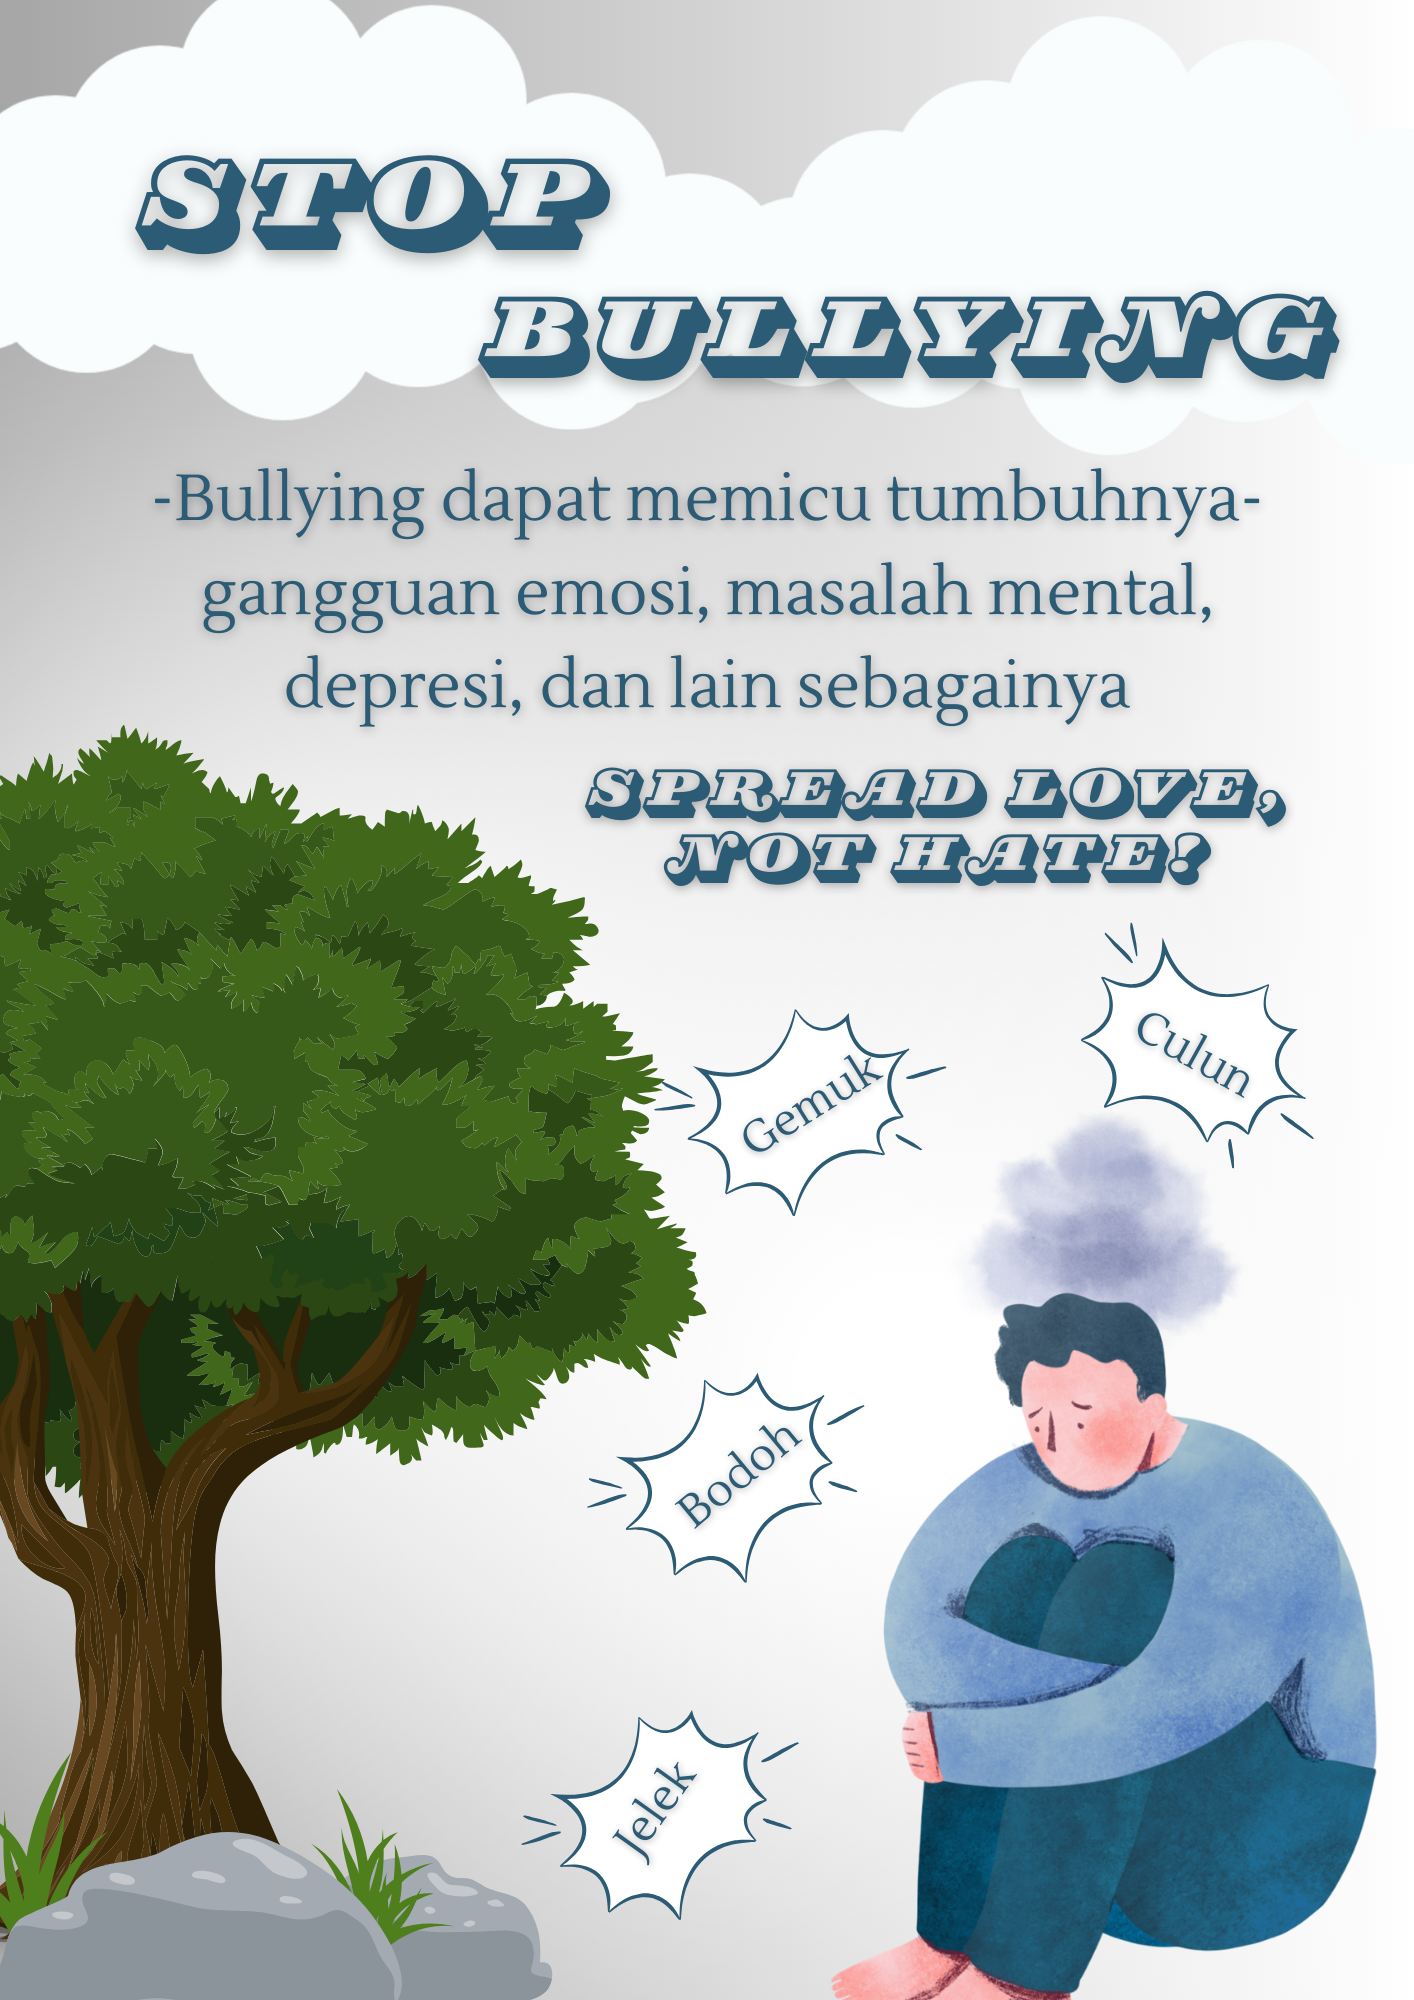 STOP
BULLYING
-Bullying dapat memicu tumbuhnya-
gangguan emosi, masalah mental,
depresi, dan lain sebagainya
SPREAD LOVE,
NOT HATE!
Culun
Gemuk
Bodoh
Jelek